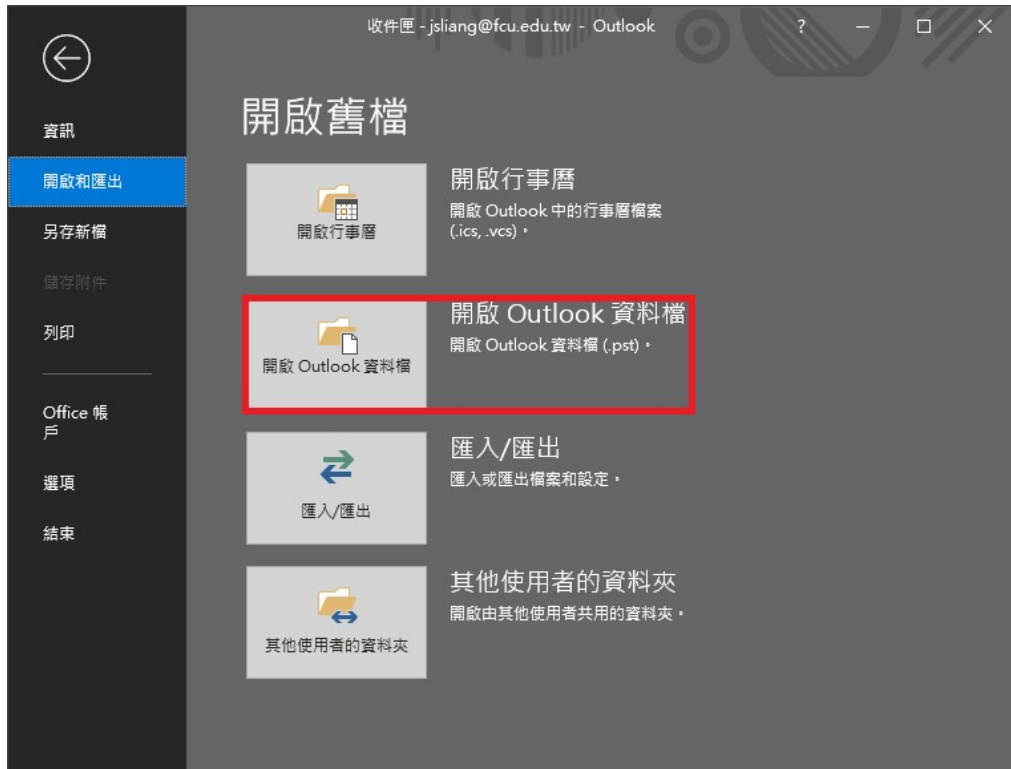 收件匣 - jsliang@fcu.edu.tw - Outlook
?
資訊
開啟和匯出
另存新檔
儲存附件
列印
Office 帳
戶
選項
結束
開啟舊檔
開啟行事曆
開啟行事曆
開啟 Outlook 中的行事曆檔案
(.ics, .vcs)。
開啟 Outlook 資料檔
開啟 Outlook 資料檔
開啟 Outlook 資料檔 (.pst)。
匯入/匯出
匯入/匯出
匯入或匯出檔案和設定。
其他使用者的資料夾
其他使用者的資料夾
開啟由其他使用者共用的資料夾。